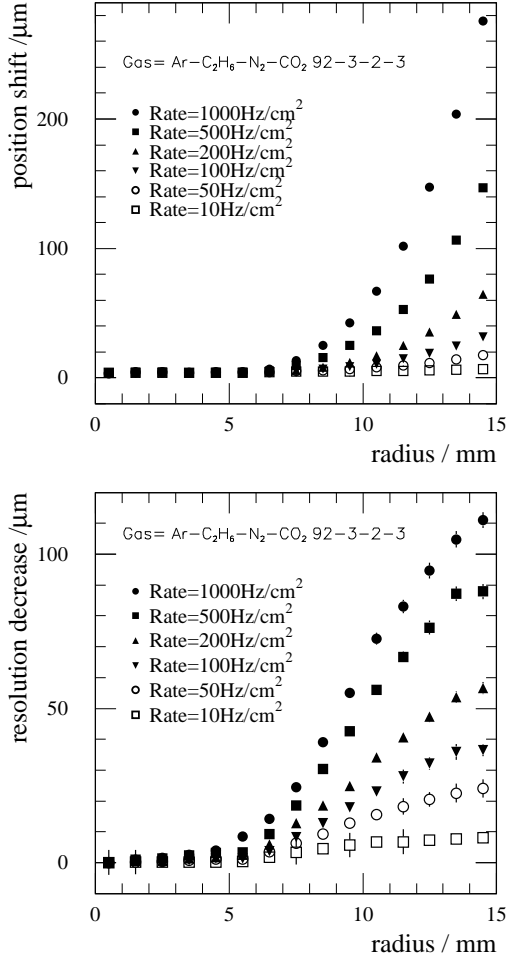 position shift /μm
200
100
0
Gas= Ar−C₂H₆−N₂−CO₂ 92−3−2−3
Rate=1000Hz/cm²
Rate=500Hz/cm²
Rate=200Hz/cm²
Rate=100Hz/cm²
Rate=50Hz/cm²
Rate=10Hz/cm²
0 5 10 15
radius / mm
resolution decrease /μm
100
50
0
Gas= Ar−C₂H₆−N₂−CO₂ 92−3−2−3
Rate=1000Hz/cm²
Rate=500Hz/cm²
Rate=200Hz/cm²
Rate=100Hz/cm²
Rate=50Hz/cm²
Rate=10Hz/cm²
0 5 10 15
radius / mm